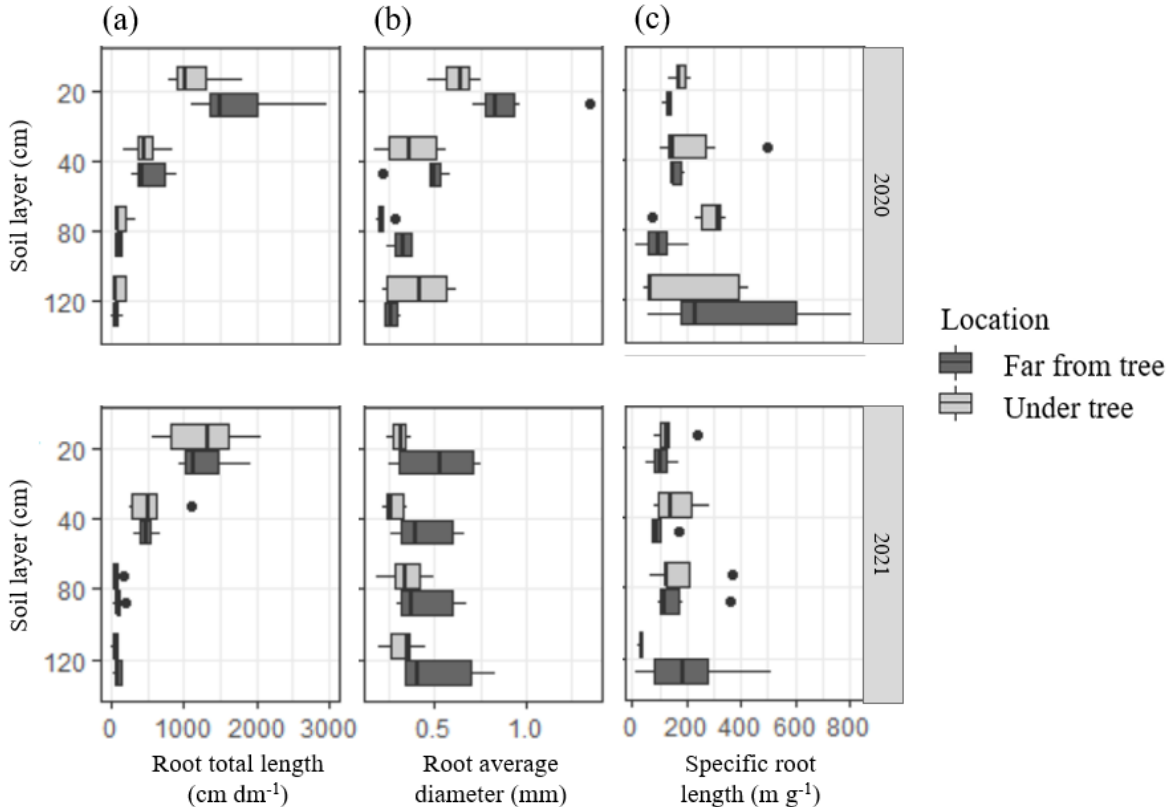 (a) (b) (c)
Soil layer (cm)
20
40
80
120
2020
Location
Far from tree
Under tree
Soil layer (cm)
20
40
80
120
2021
0 1000 2000 3000
0.5 1.0
0 200 400 600 800
Root total length
(cm dm⁻¹)
Root average
diameter (mm)
Specific root
length (m g⁻¹)